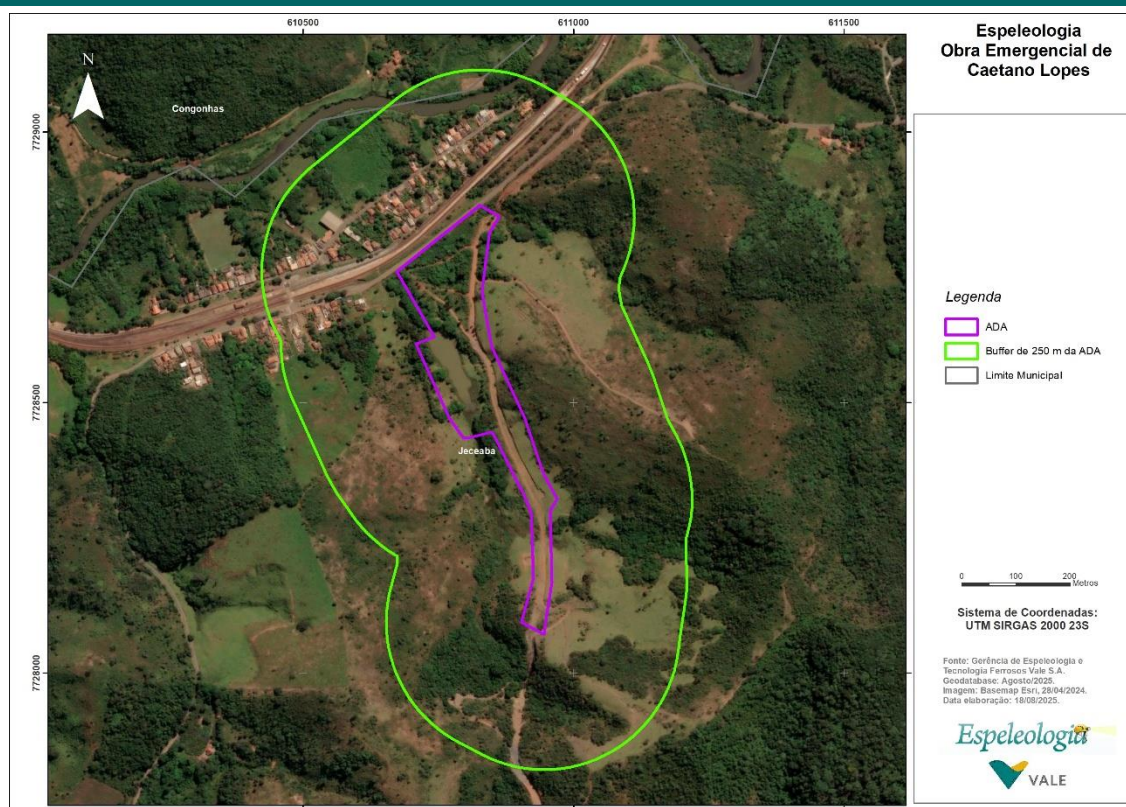 610500
611000
611500
7729000
7728500
7728000
N
Congonhas
Jeceaba
Espeleologia
Obra Emergencial de
Caetano Lopes
Legenda
ADA
Buffer de 250 m da ADA
Limite Municipal
0 100 200
Metros
Sistema de Coordenadas:
UTM SIRGAS 2000 23S
Fonte: Gerência de Espeleologia e
Tecnologia Ferrosos Vale S.A.
Geodatabase: Agosto/2025.
Imagem: Basemap Esri, 28/04/2024.
Data elaboração: 18/08/2025.
Espeleologia
VALE